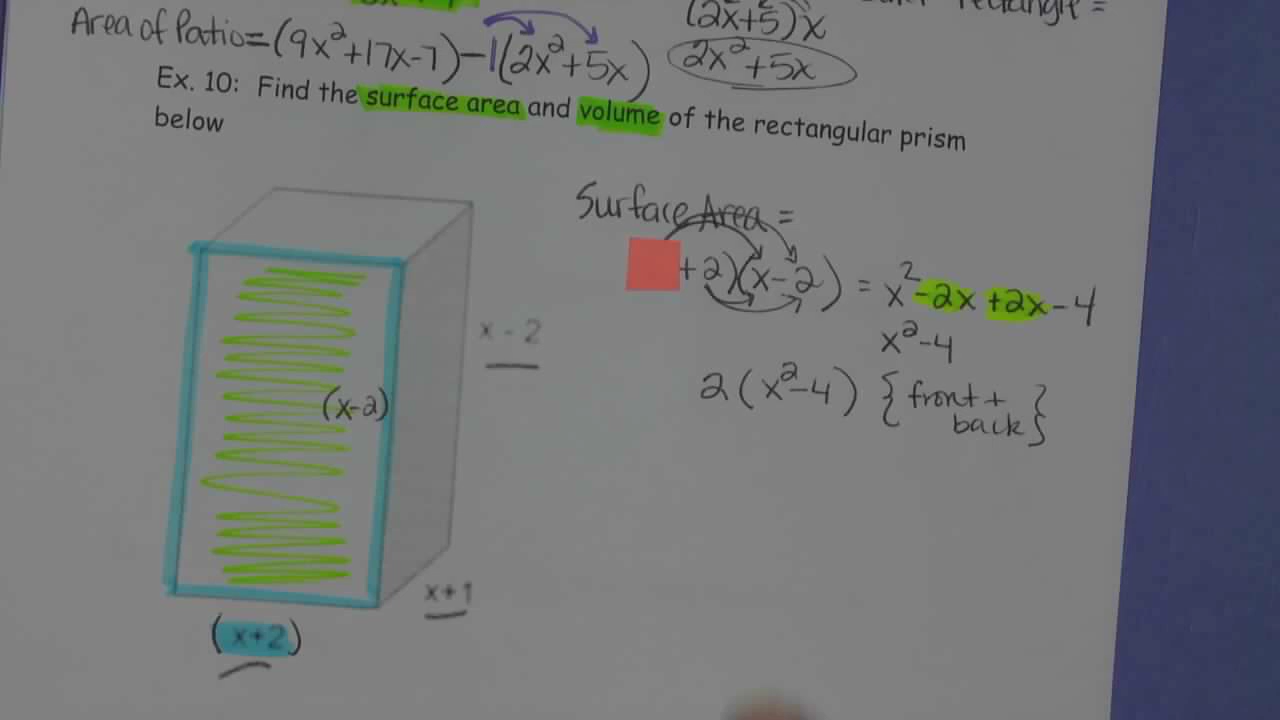 rectangle =
(2x+5)x
Area of Patio=(9x²+17x-7)-1(2x²+5x)
2x²+5x
Ex. 10: Find the surface area and volume of the rectangular prism
below
Surface Area =
+2)(x-2) = x²-2x+2x-4
x - 2
x²-4
(x-2)
2(x²-4) {front +
back}
x+1
(x+2)